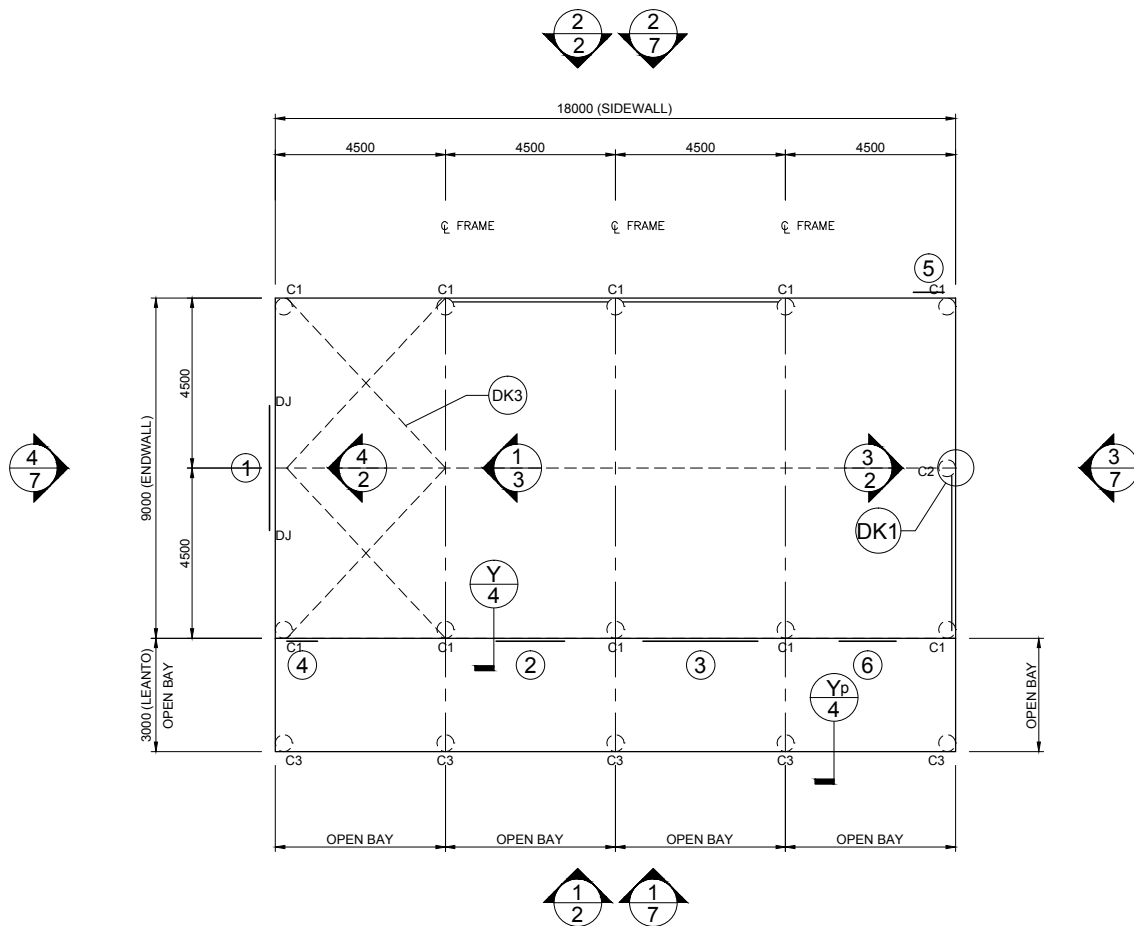 2 2
2 7
18000 (SIDEWALL)
4500 4500 4500 4500
℄ FRAME ℄ FRAME ℄ FRAME
5
C1 C1 C1 C1 C1
4500
DK3
DJ
9000 (ENDWALL)
4 7
1
4 2
1 3
3 2
C2
3 7
DJ
DK1
4500
Y 4
C1 C1 C1 C1 C1
4 2 3 6
3000 (LEANTO)
OPEN BAY
Yp 4
OPEN BAY
C3 C3 C3 C3 C3
OPEN BAY OPEN BAY OPEN BAY OPEN BAY
1 2
1 7